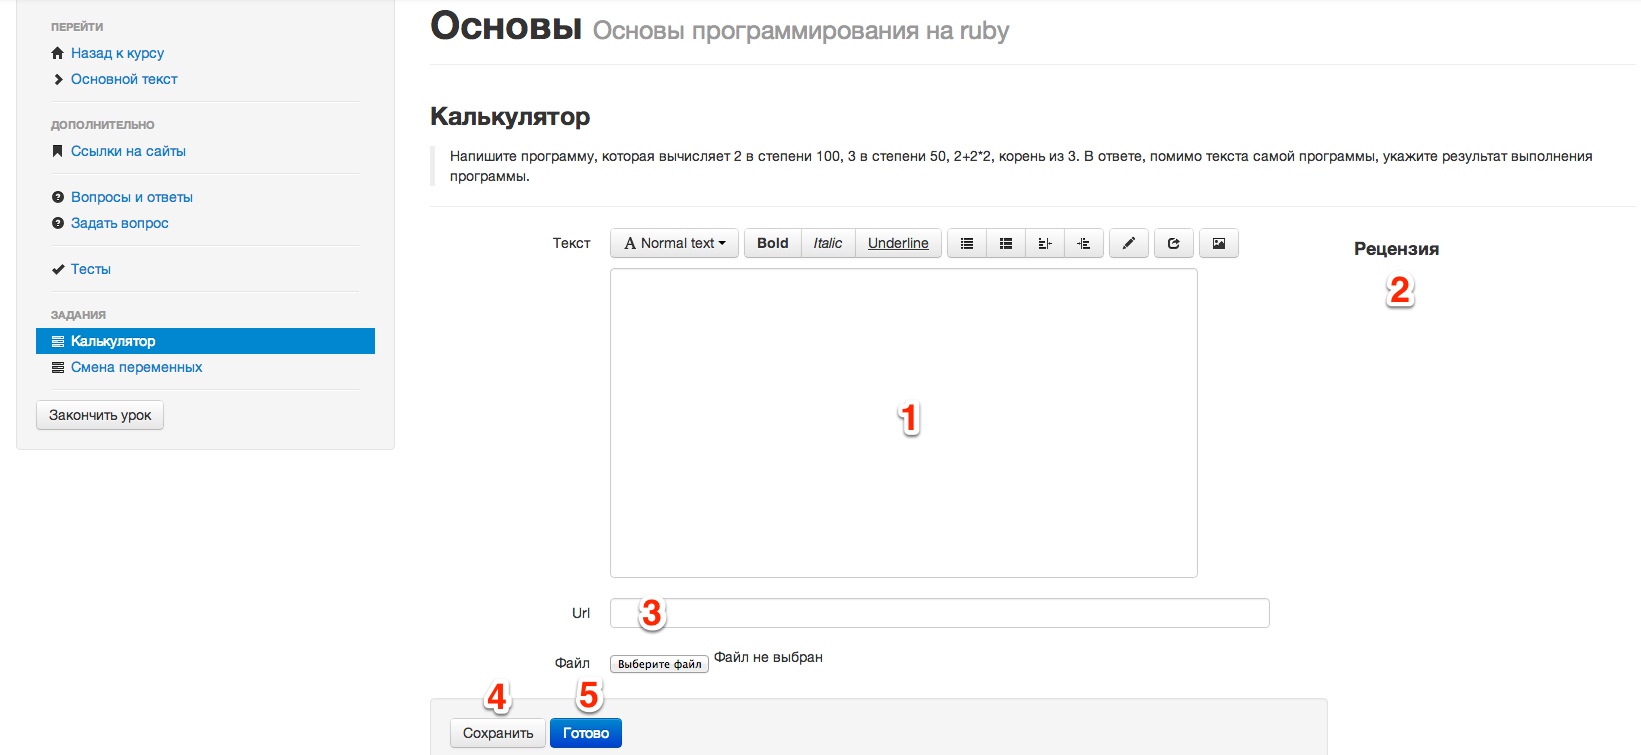 ПЕРЕЙТИ
Назад к курсу
Основной текст
ДОПОЛНИТЕЛЬНО
Ссылки на сайты
Вопросы и ответы
Задать вопрос
Тесты
ЗАДАНИЯ
Калькулятор
Смена переменных
Закончить урок
Основы Основы программирования на ruby
Калькулятор
Напишите программу, которая вычисляет 2 в степени 100, 3 в степени 50, 2+2*2, корень из 3. В ответе, помимо текста самой программы, укажите результат выполнения
программы.
Текст A Normal text Bold Italic Underline
Рецензия
2
1
Url 3
Файл Выберите файл Файл не выбран
4 5
Сохранить Готово